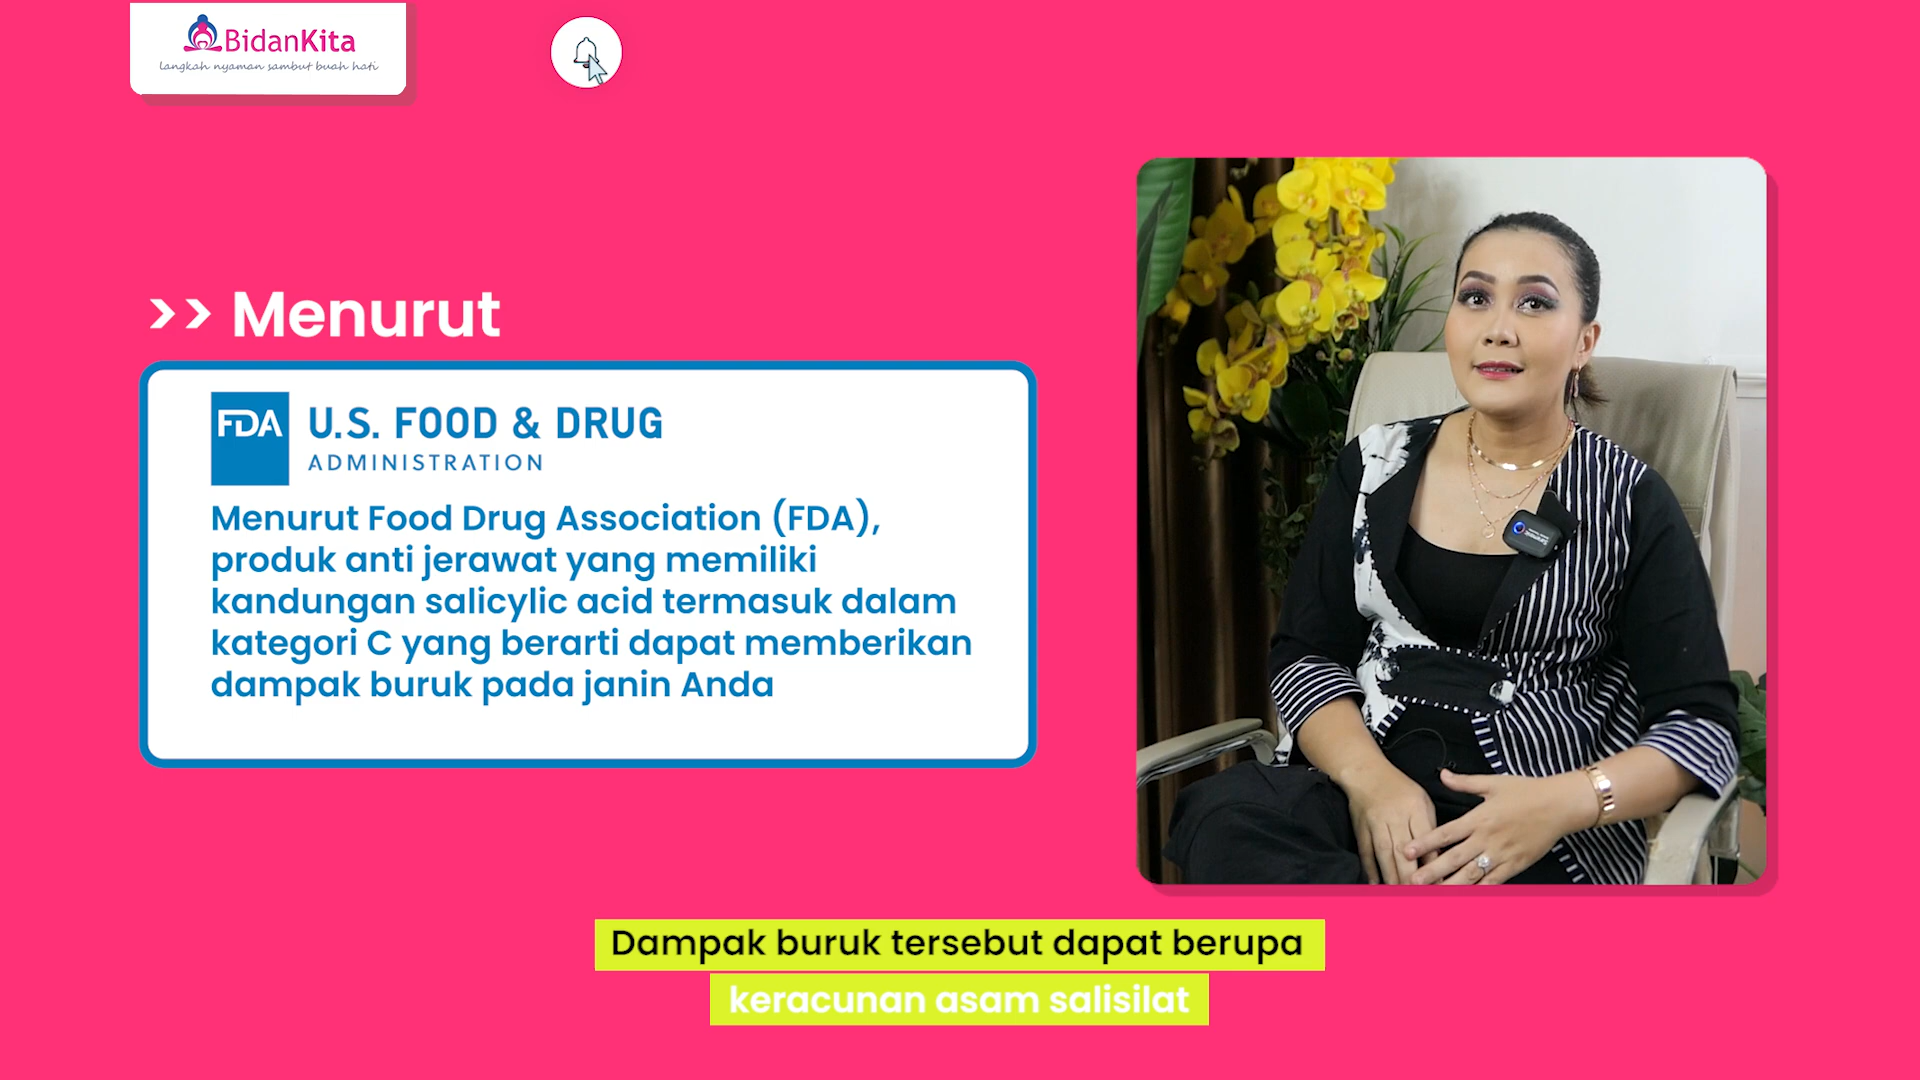 BidanKita
langkah nyaman sambut buah hati
>> Menurut
FDA U.S. FOOD & DRUG
ADMINISTRATION
Menurut Food Drug Association (FDA),
produk anti jerawat yang memiliki
kandungan salicylic acid termasuk dalam
kategori C yang berarti dapat memberikan
dampak buruk pada janin Anda
Dampak buruk tersebut dapat berupa
keracunan asam salisilat